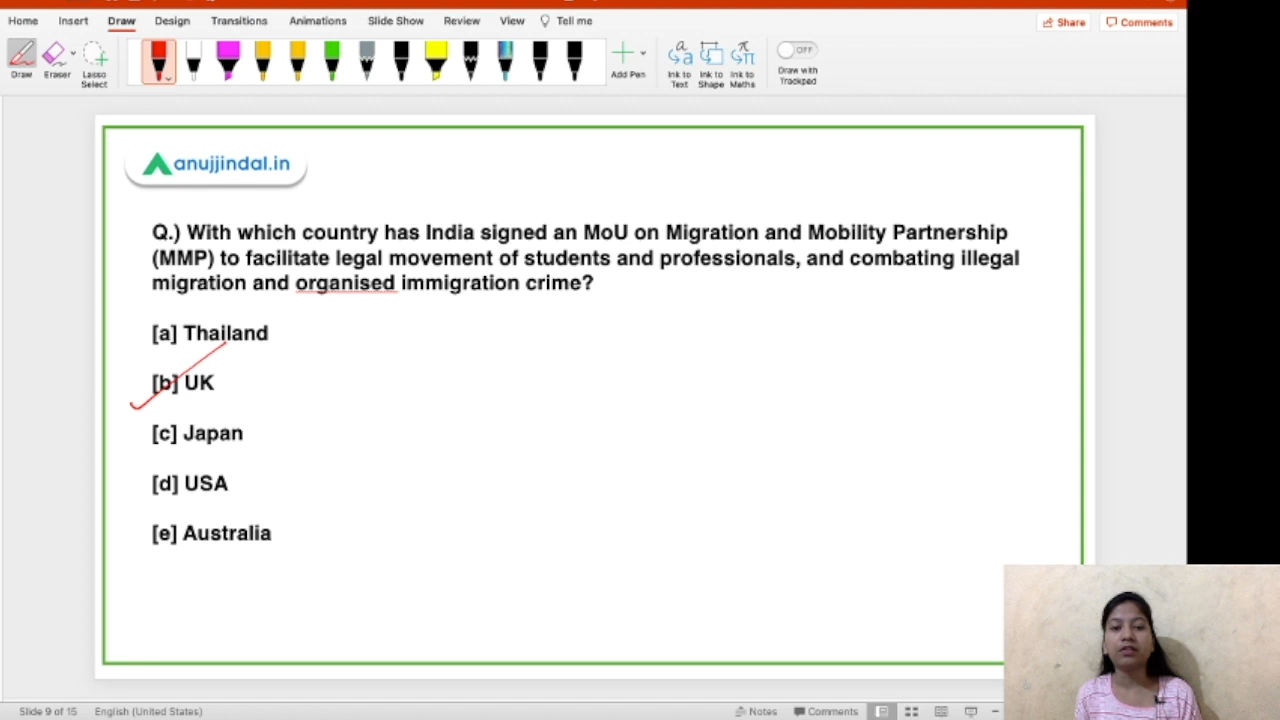 Home Insert Draw Design Transitions Animations Slide Show Review View Tell me Share Comments
Draw Eraser Lasso Select Add Pen Ink to Text Ink to Shape Ink to Maths OFF Draw with Trackpad
anujjindal.in
Q.) With which country has India signed an MoU on Migration and Mobility Partnership
(MMP) to facilitate legal movement of students and professionals, and combating illegal
migration and organised immigration crime?
[a] Thailand
[b] UK
[c] Japan
[d] USA
[e] Australia
Slide 9 of 15 English (United States) Notes Comments